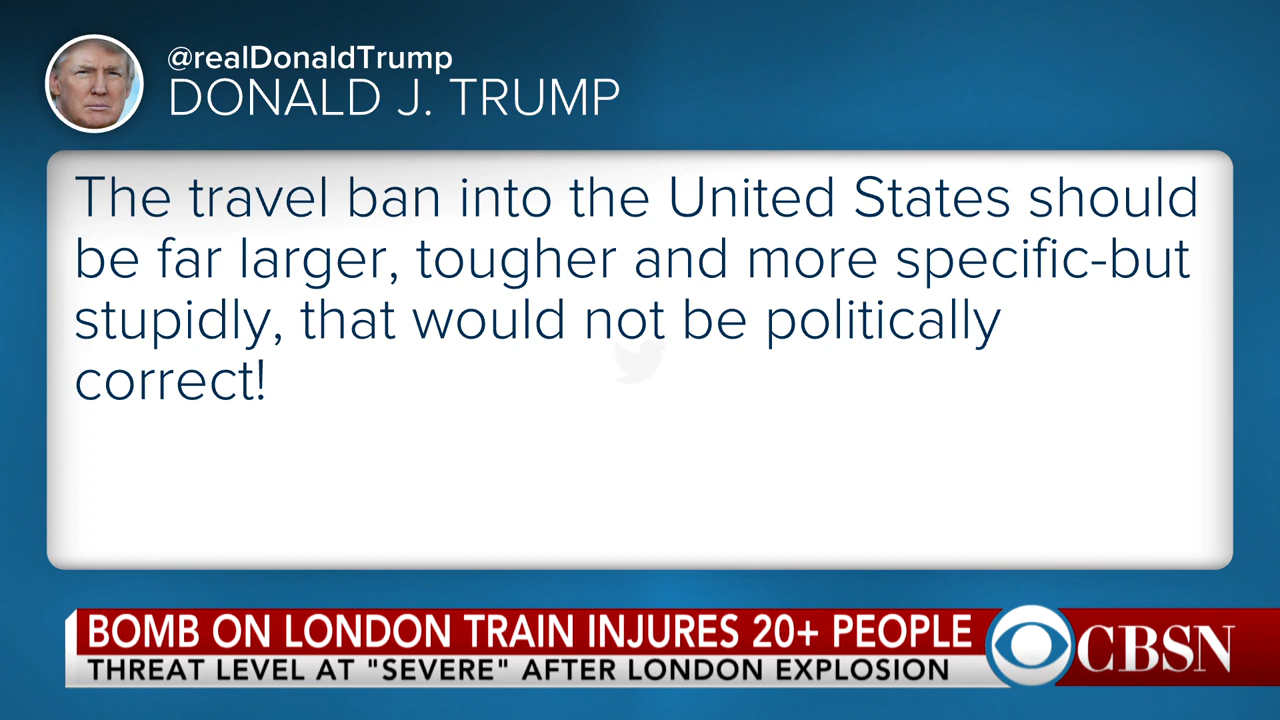 @realDonaldTrump
DONALD J. TRUMP
The travel ban into the United States should
be far larger, tougher and more specific-but
stupidly, that would not be politically
correct!
BOMB ON LONDON TRAIN INJURES 20+ PEOPLE
THREAT LEVEL AT "SEVERE" AFTER LONDON EXPLOSION
CBSN